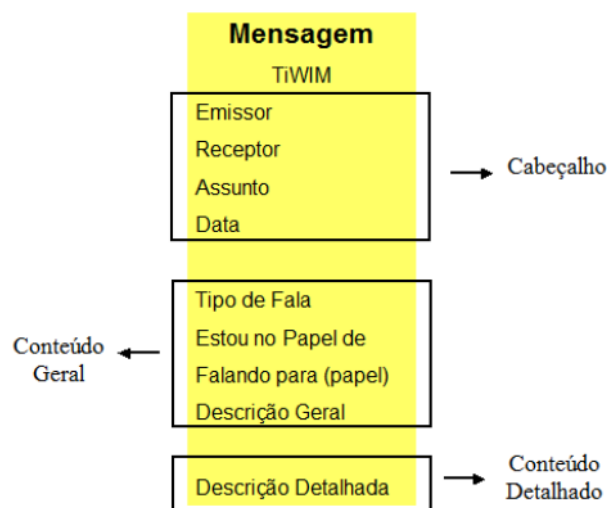 Mensagem
TiWIM
Emissor
Receptor
Assunto
Data
Cabeçalho
Tipo de Fala
Estou no Papel de
Falando para (papel)
Descrição Geral
Conteúdo
Geral
Descrição Detalhada
Conteúdo
Detalhado